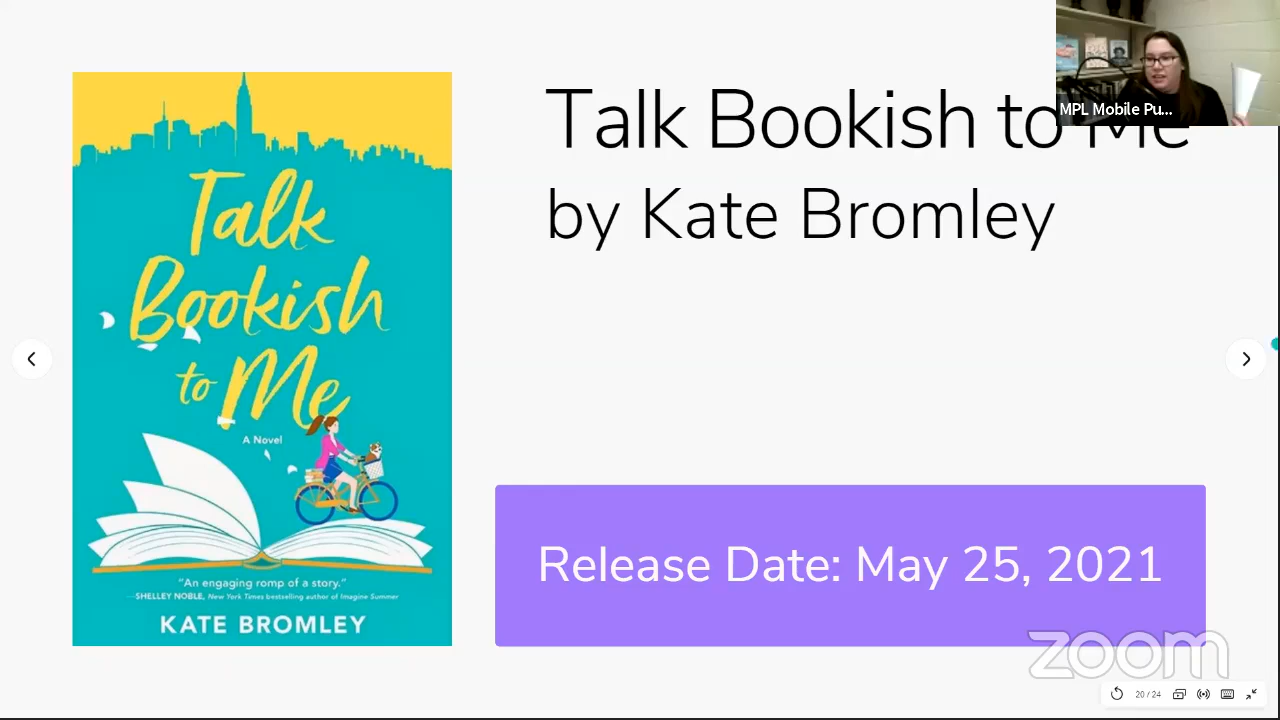 Talk Bookish to Me
by Kate Bromley
MPL Mobile Pu...
Talk
Bookish
to Me
A Novel
"An engaging romp of a story."
—SHELLEY NOBLE, New York Times bestselling author of Imagine Summer
KATE BROMLEY
Release Date: May 25, 2021
zoom
20 / 24